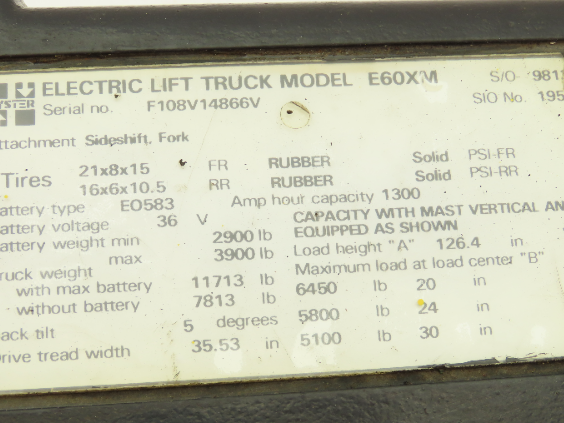 ELECTRIC LIFT TRUCK MODEL E60XM S/O 981
YSTER Serial no. F108V14866V SIO No. 195
ttachment Sideshift, Fork
Tires 21x8x15 FR RUBBER Solid PSI-FR
16x6x10.5 RR RUBBER Solid PSI-RR
attery type EO583 Amp hour capacity 1300
attery voltage 36 V CAPACITY WITH MAST VERTICAL AN
EQUIPPED AS SHOWN
attery weight min 2900 lb Load height "A" 126.4 in
max 3900 lb Maximum load at load center "B"
ruck weight
with max battery 11713 lb 6450 lb 20 in
without battery 7813 lb 5800 lb 24 in
ack tilt 5 degrees 5100 lb 30 in
Drive tread width 35.53 in